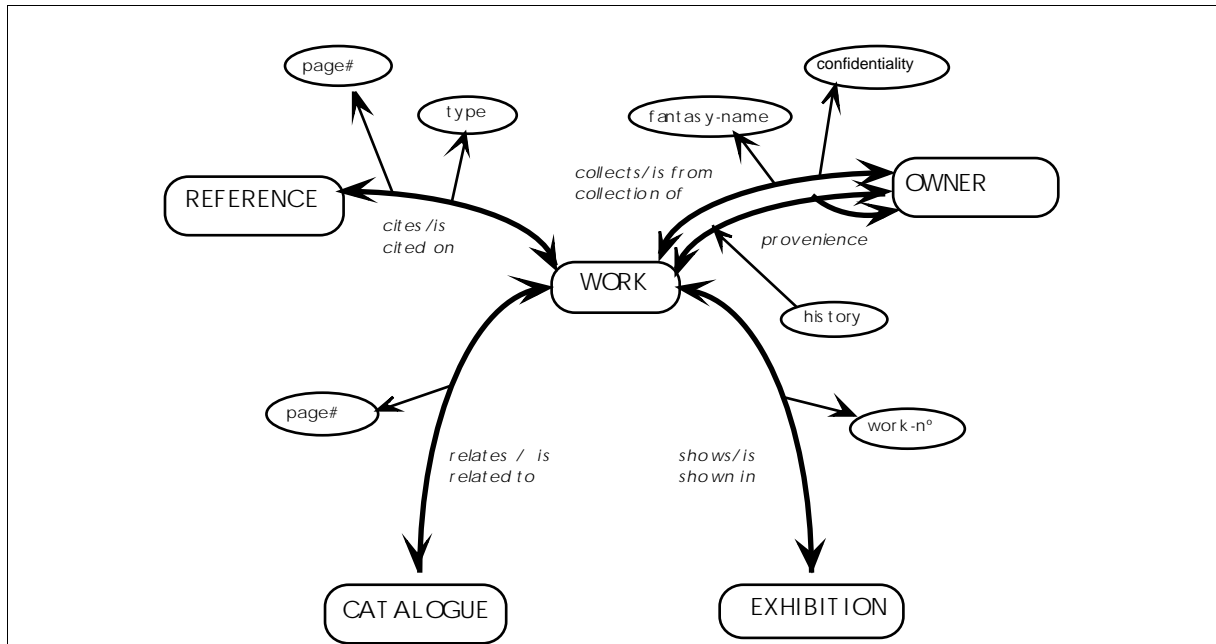 page#
confidentiality
type
fantasy-name
collects/is from
collection of
REFERENCE
OWNER
cites/is
cited on
provenience
WORK
history
page#
work-nº
relates / is
related to
shows/is
shown in
CATALOGUE
EXHIBITION